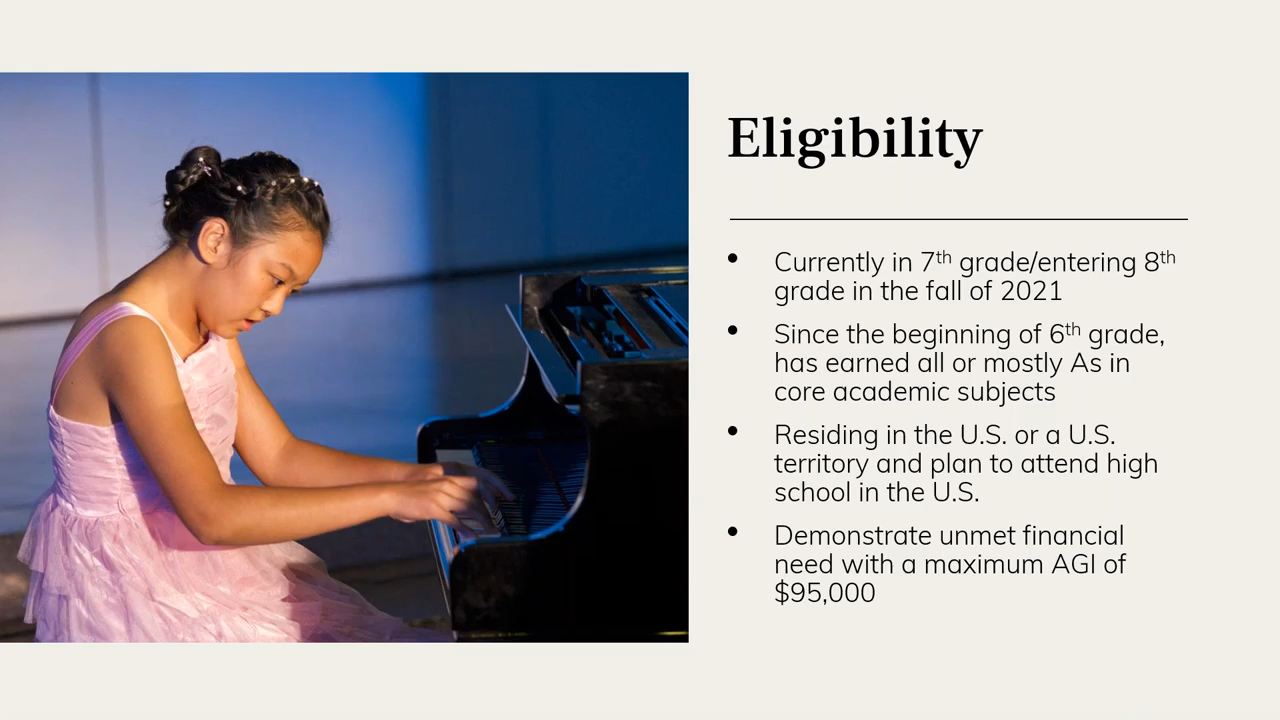 Eligibility
• Currently in 7th grade/entering 8th
grade in the fall of 2021
• Since the beginning of 6th grade,
has earned all or mostly As in
core academic subjects
• Residing in the U.S. or a U.S.
territory and plan to attend high
school in the U.S.
• Demonstrate unmet financial
need with a maximum AGI of
$95,000